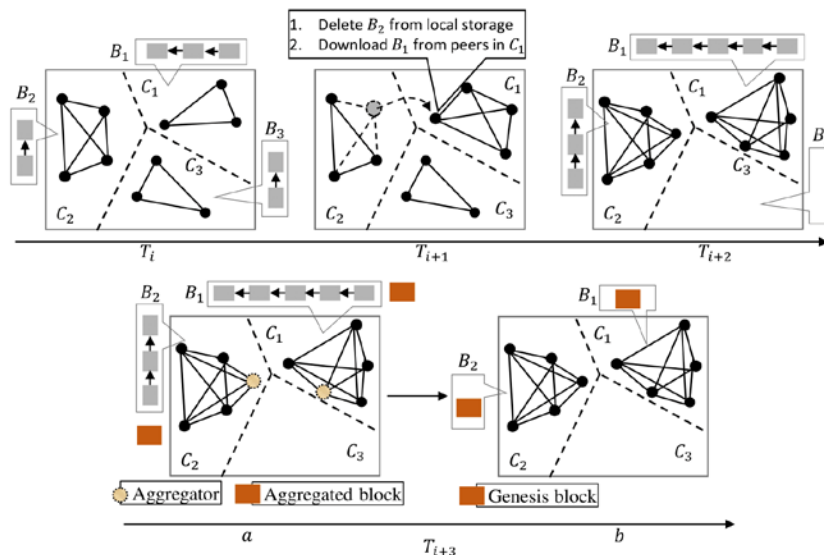 1. Delete B₂ from local storage
2. Download B₁ from peers in C₁
B₁
C₁
B₂
B₃
C₃
C₂
C₁
C₂
C₃
B₁
C₁
B₂
C₃
B
C₂
Tᵢ
Tᵢ₊₁
Tᵢ₊₂
B₂
B₁
C₁
C₂
C₃
B₁
C₁
B₂
C₂
C₃
Aggregator
Aggregated block
Genesis block
a
Tᵢ₊₃
b